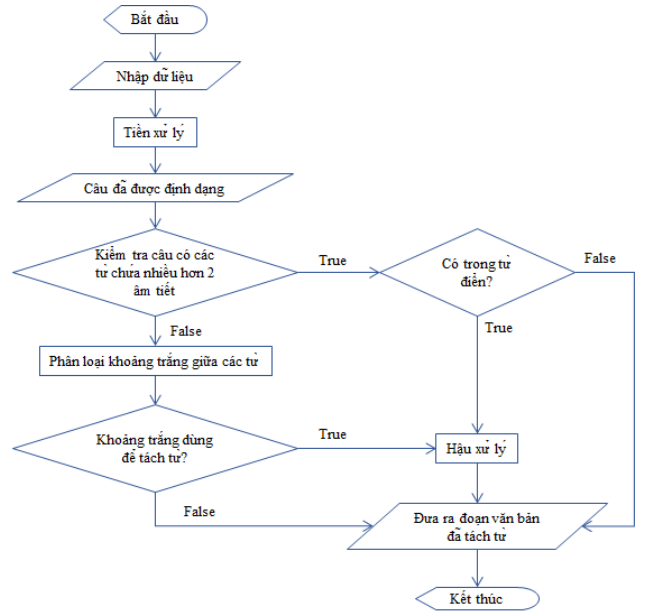 Bắt đầu
Nhập dữ liệu
Tiền xử lý
Câu đã được định dạng
Kiểm tra câu có các
từ chứa nhiều hơn 2
âm tiết
True
Có trong từ
điển?
False
False
True
Phân loại khoảng trắng giữa các từ
Khoảng trắng dùng
để tách từ?
True
Hậu xử lý
False
Đưa ra đoạn văn bản
đã tách từ
Kết thúc